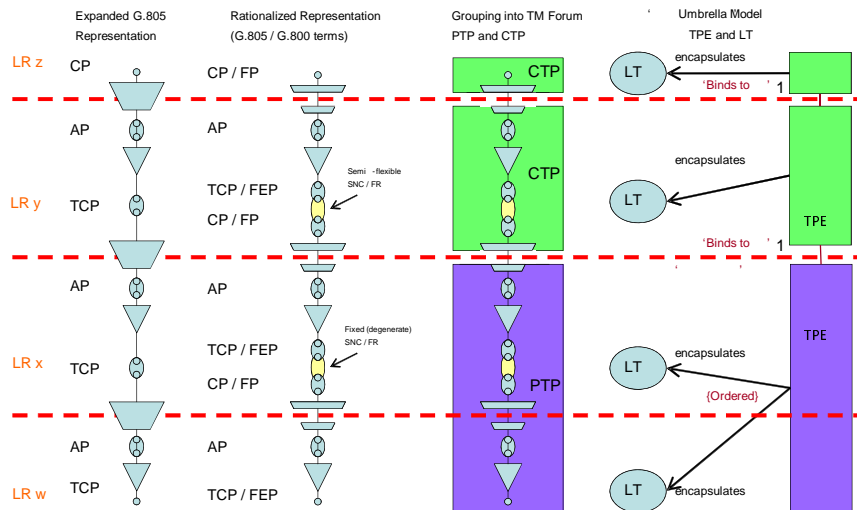 Expanded G.805
Representation
Rationalized Representation
(G.805 / G.800 terms)
Grouping into TM Forum
PTP and CTP
‘ Umbrella Model
TPE and LT
LR z
CP
CP / FP
CTP
LT
encapsulates
‘Binds to ’ 1
AP
AP
CTP
encapsulates
Semi -flexible
SNC / FR
LR y
TCP
TCP / FEP
CP / FP
LT
TPE
‘Binds to ’ 1
‘ ’
AP
AP
Fixed (degenerate)
SNC / FR
TPE
LR x
TCP
TCP / FEP
CP / FP
PTP
LT
encapsulates
{Ordered}
AP
AP
LR w
TCP
TCP / FEP
LT
encapsulates